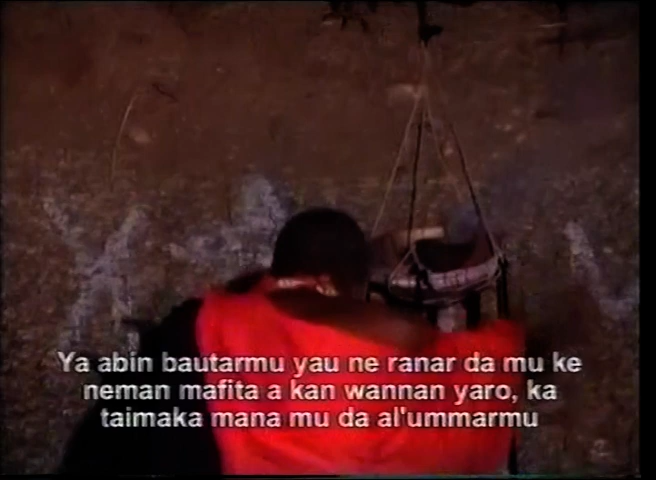 Ya abin bautarmu yau ne ranar da mu ke
neman mafita a kan wannan yaro, ka
taimaka mana mu da al'ummarmu